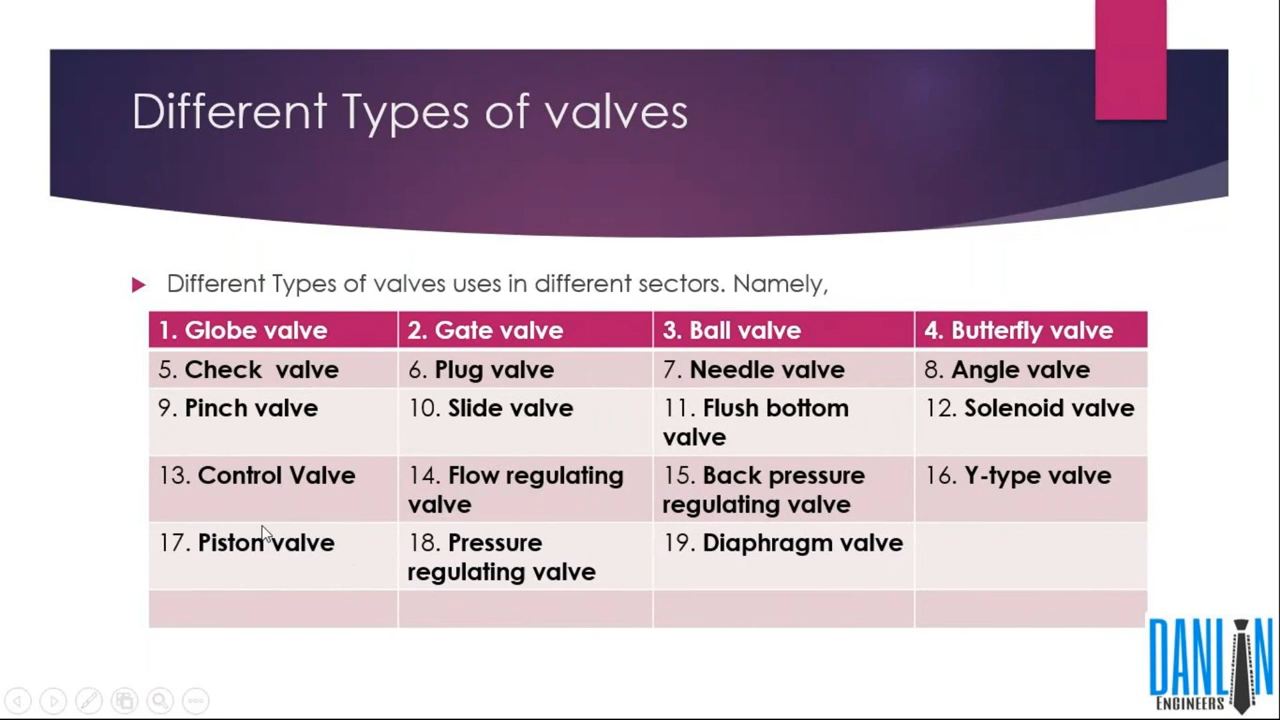 Different Types of valves
Different Types of valves uses in different sectors. Namely,
1. Globe valve
2. Gate valve
3. Ball valve
4. Butterfly valve
5. Check  valve
6. Plug valve
7. Needle valve
8. Angle valve
9. Pinch valve
10. Slide valve
11. Flush bottom
valve
12. Solenoid valve
13. Control Valve
14. Flow regulating
valve
15. Back pressure
regulating valve
16. Y-type valve
17. Piston valve
18. Pressure
regulating valve
19. Diaphragm valve
DANLIN
ENGINEERS